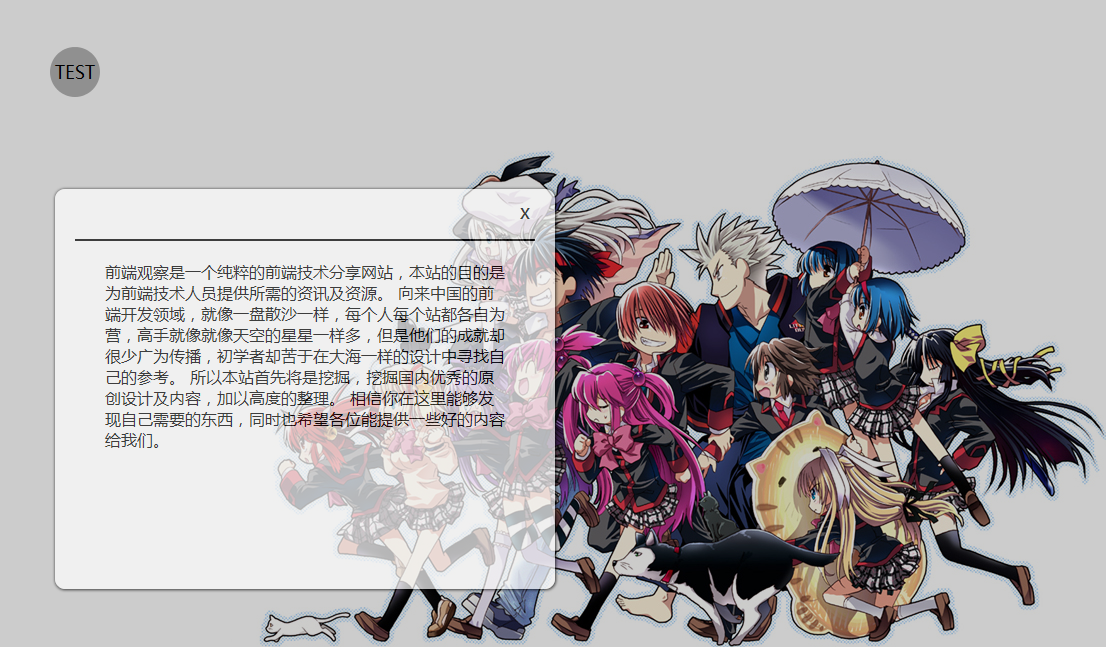 TEST
X
前端观察是一个纯粹的前端技术分享网站，本站的目的是
为前端技术人员提供所需的资讯及资源。 向来中国的前
端开发领域，就像一盘散沙一样，每个人每个站都各自为
营，高手就像就像天空的星星一样多，但是他们的成就却
很少广为传播，初学者却苦于在大海一样的设计中寻找自
己的参考。 所以本站首先将是挖掘，挖掘国内优秀的原
创设计及内容，加以高度的整理。 相信你在这里能够发
现自己需要的东西，同时也希望各位能提供一些好的内容
给我们。